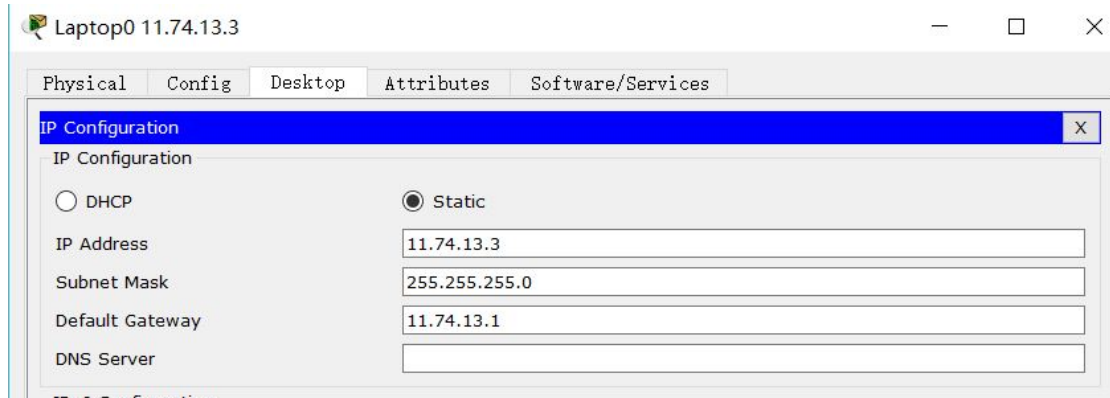 Laptop0 11.74.13.3
Physical Config Desktop Attributes Software/Services
IP Configuration X
IP Configuration
DHCP Static
IP Address 11.74.13.3
Subnet Mask 255.255.255.0
Default Gateway 11.74.13.1
DNS Server